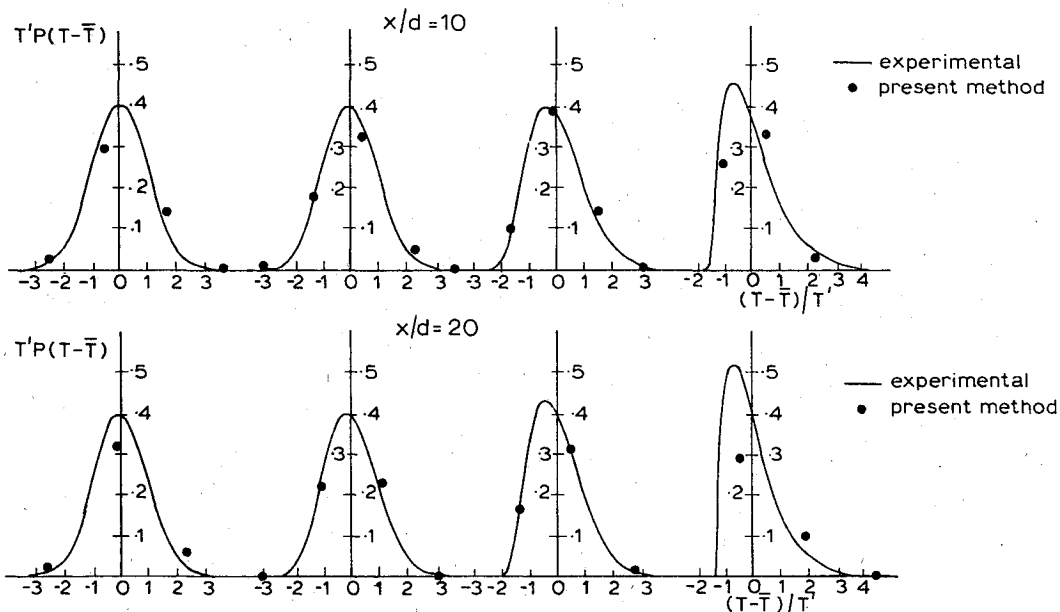 x/d=10
T'P(T-T̅)
.5 .5 .5 .5
— experimental
• present method
.4 .4 .4 .4
.3 .3 .3 .3
.2 .2 .2 .2
.1 .1 .1 .1
-3 -2 -1 0 1 2 3 -3 -2 -1 0 1 2 3 -2 -1 0 1 2 3 -1 0 1 2 3 4
(T-T̅)/T'
x/d=20
T'P(T-T̅)
.5 .5 .5 .5
— experimental
• present method
.4 .4 .4 .4
.3 .3 .3 .3
.2 .2 .2 .2
.1 .1 .1 .1
-3 -2 -1 0 1 2 3 -3 -2 -1 0 1 2 3 -2 -1 0 1 2 3 -1 0 1 2 3 4
(T-T̅)/T'